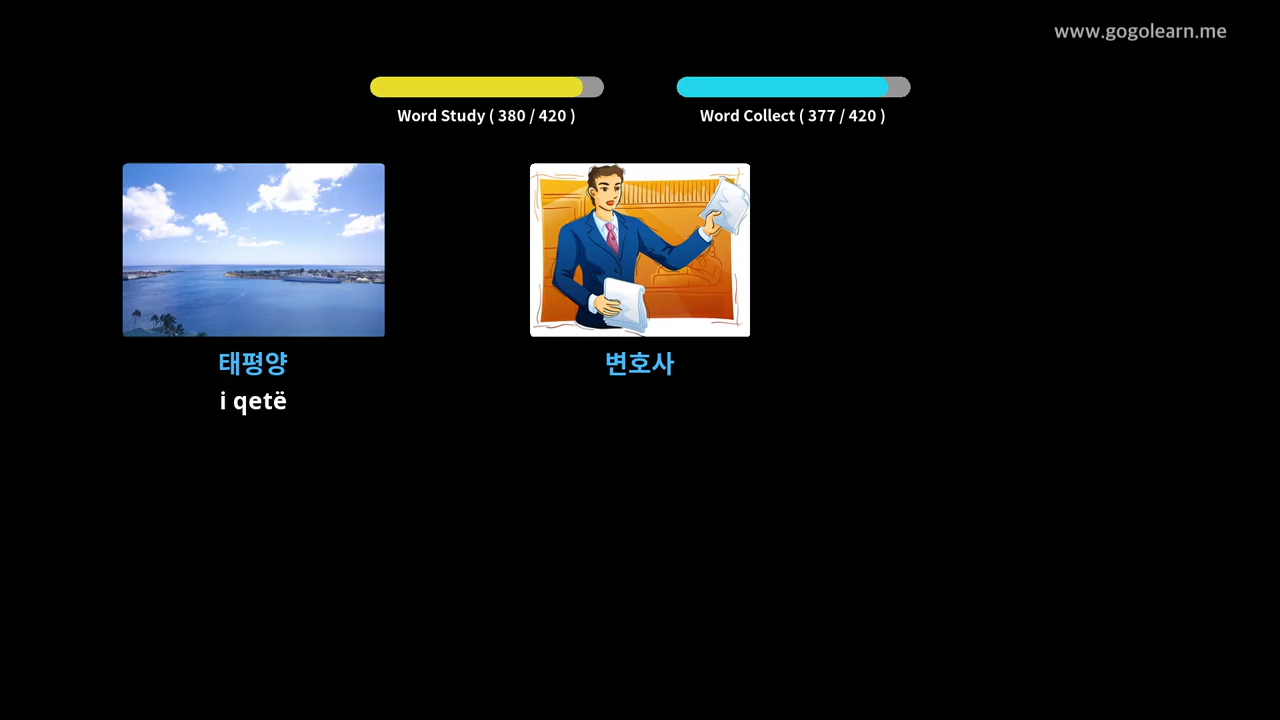 www.gogolearn.me
Word Study ( 380 / 420 )
Word Collect ( 377 / 420 )
태평양
i qetë
변호사